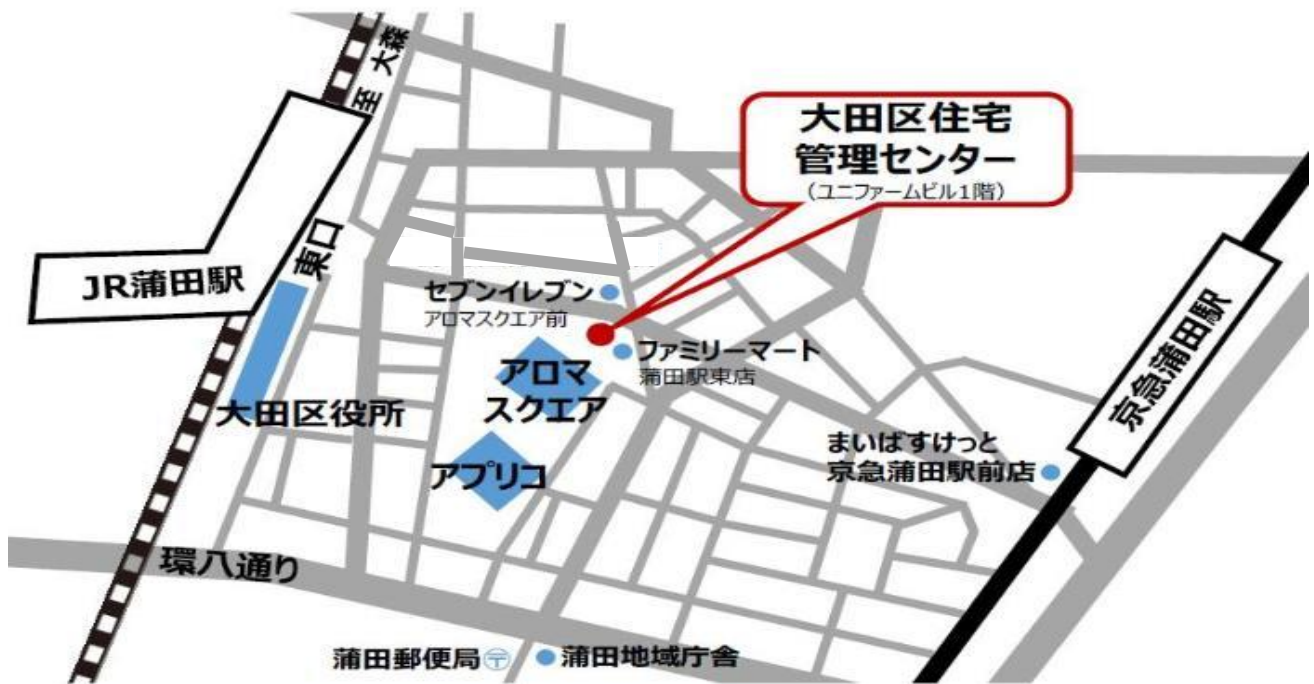 至 大森
大田区住宅
管理センター
（ユニファームビル１階）
東口
JR蒲田駅
セブンイレブン
アロマスクエア前
ファミリーマート
蒲田駅東店
京急蒲田駅
アロマ
スクエア
大田区役所
まいばすけっと
京急蒲田駅前店
アプリコ
環八通り
蒲田郵便局〒
蒲田地域庁舎